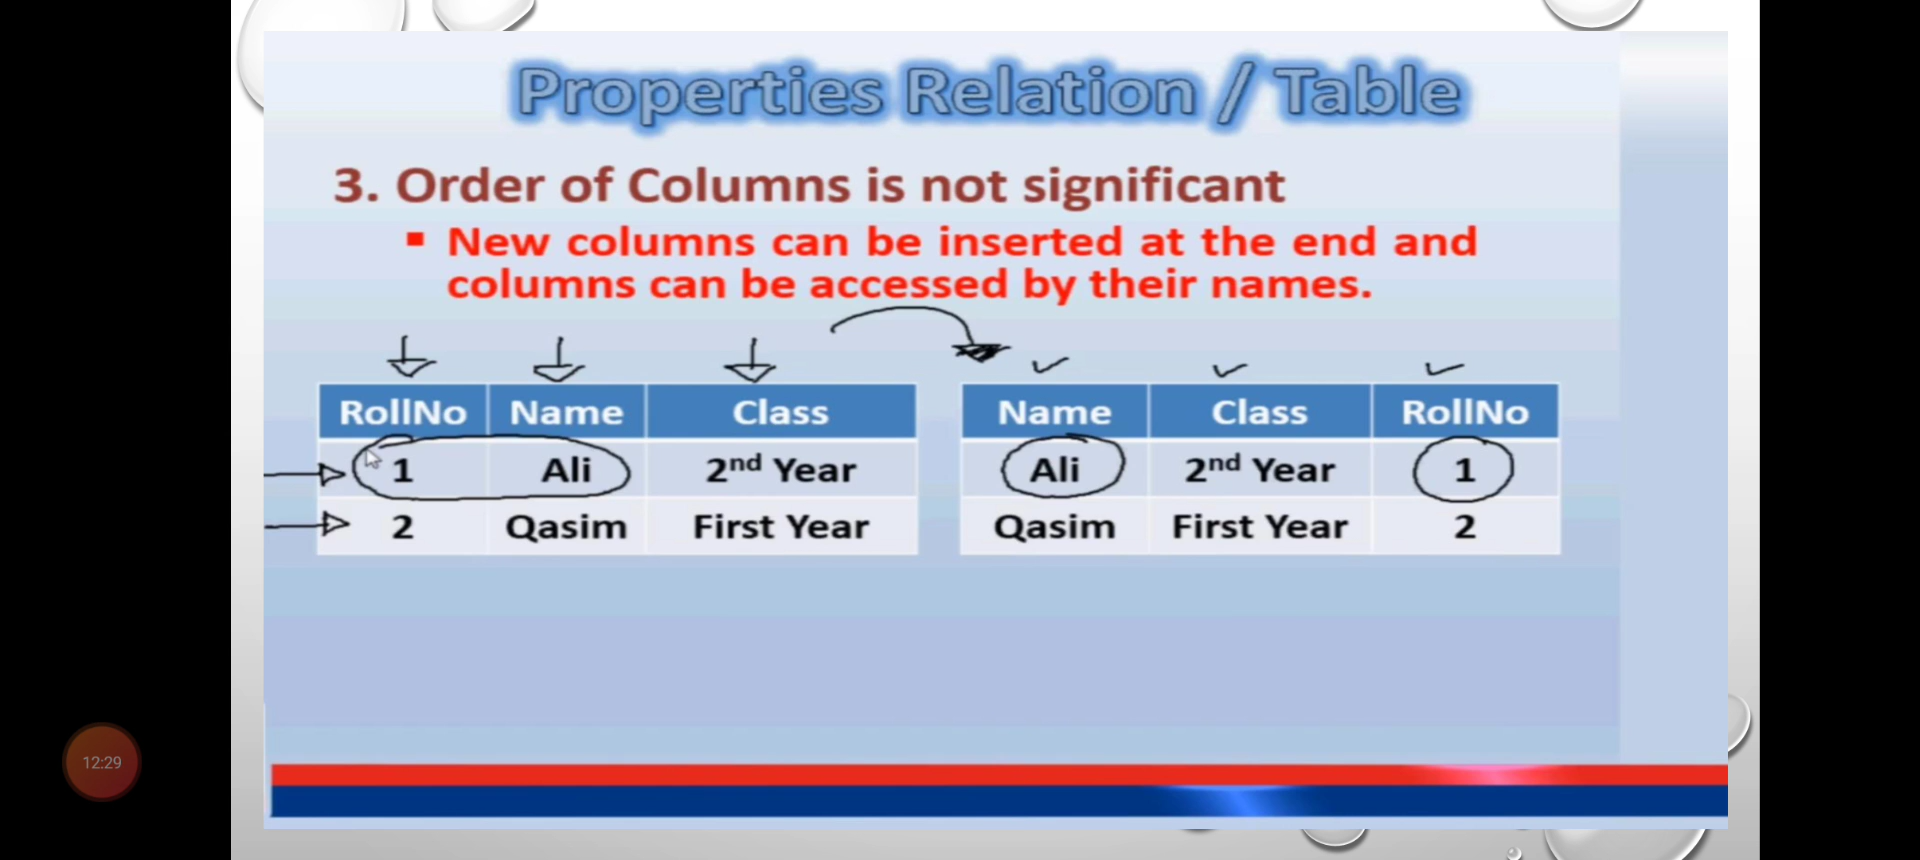 Properties Relation / Table
3. Order of Columns is not significant
▪ New columns can be inserted at the end and
columns can be accessed by their names.
RollNo Name Class
1 Ali 2nd Year
2 Qasim First Year
Name Class RollNo
Ali 2nd Year 1
Qasim First Year 2
12:29